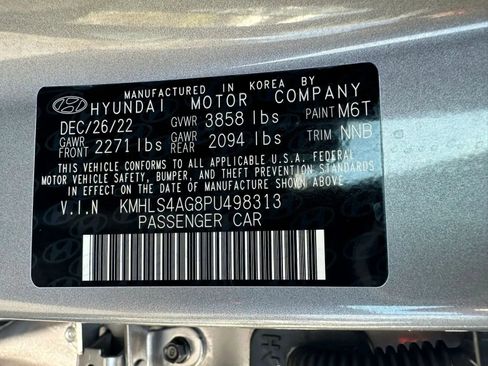 MANUFACTURED IN KOREA BY
HYUNDAI MOTOR COMPANY
DEC/26/22 GVWR 3858 lbs PAINT M6T
GAWR FRONT 2271 lbs GAWR REAR 2094 lbs TRIM NNB
THIS VEHICLE CONFORMS TO ALL APPLICABLE U.S.A. FEDERAL
MOTOR VEHICLE SAFETY, BUMPER, AND THEFT PREVENTION STANDARDS
IN EFFECT ON THE DATE OF MANUFACTURE SHOWN ABOVE.
V.I.N KMHLS4AG8PU498313
PASSENGER CAR